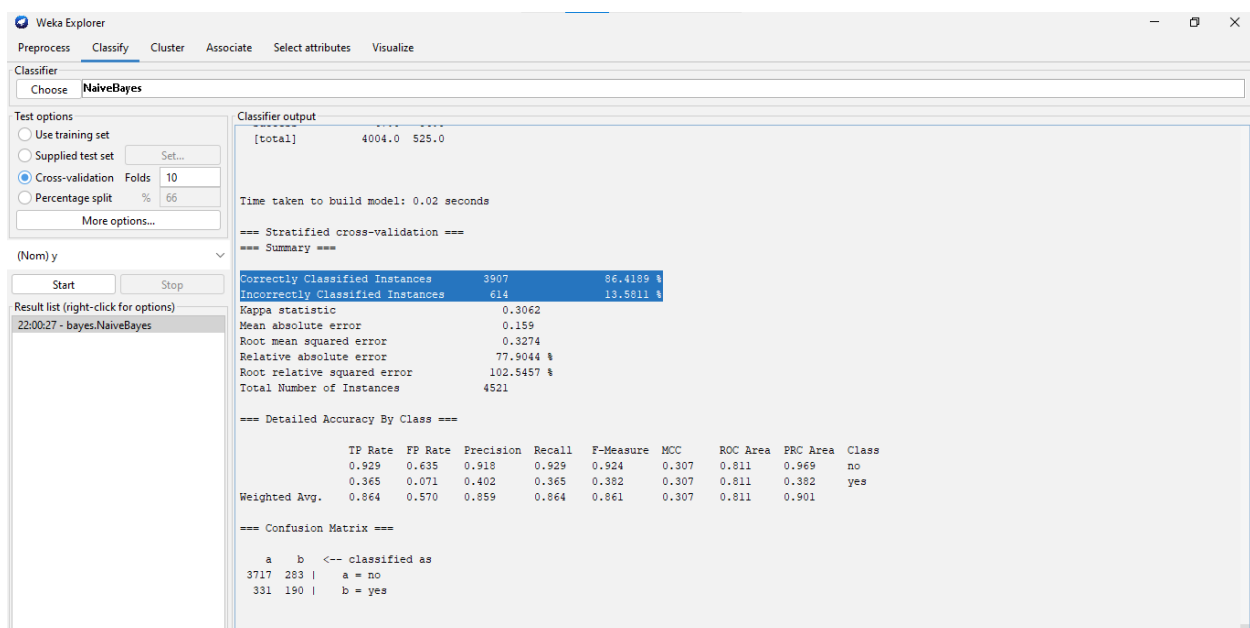 Weka Explorer
Preprocess Classify Cluster Associate Select attributes Visualize
Classifier
Choose NaiveBayes
Test options
Use training set
Supplied test set Set...
Cross-validation Folds 10
Percentage split % 66
More options...
(Nom) y
Start Stop
Result list (right-click for options)
22:00:27 - bayes.NaiveBayes
Classifier output
[total] 4004.0 525.0
Time taken to build model: 0.02 seconds
=== Stratified cross-validation ===
=== Summary ===
Correctly Classified Instances 3907 86.4189 %
Incorrectly Classified Instances 614 13.5811 %
Kappa statistic 0.3062
Mean absolute error 0.159
Root mean squared error 0.3274
Relative absolute error 77.9044 %
Root relative squared error 102.5457 %
Total Number of Instances 4521
=== Detailed Accuracy By Class ===
TP Rate FP Rate Precision Recall F-Measure MCC ROC Area PRC Area Class
0.929 0.635 0.918 0.929 0.924 0.307 0.811 0.969 no
0.365 0.071 0.402 0.365 0.382 0.307 0.811 0.382 yes
Weighted Avg. 0.864 0.570 0.859 0.864 0.861 0.307 0.811 0.901
=== Confusion Matrix ===
a b <-- classified as
3717 283 | a = no
331 190 | b = yes